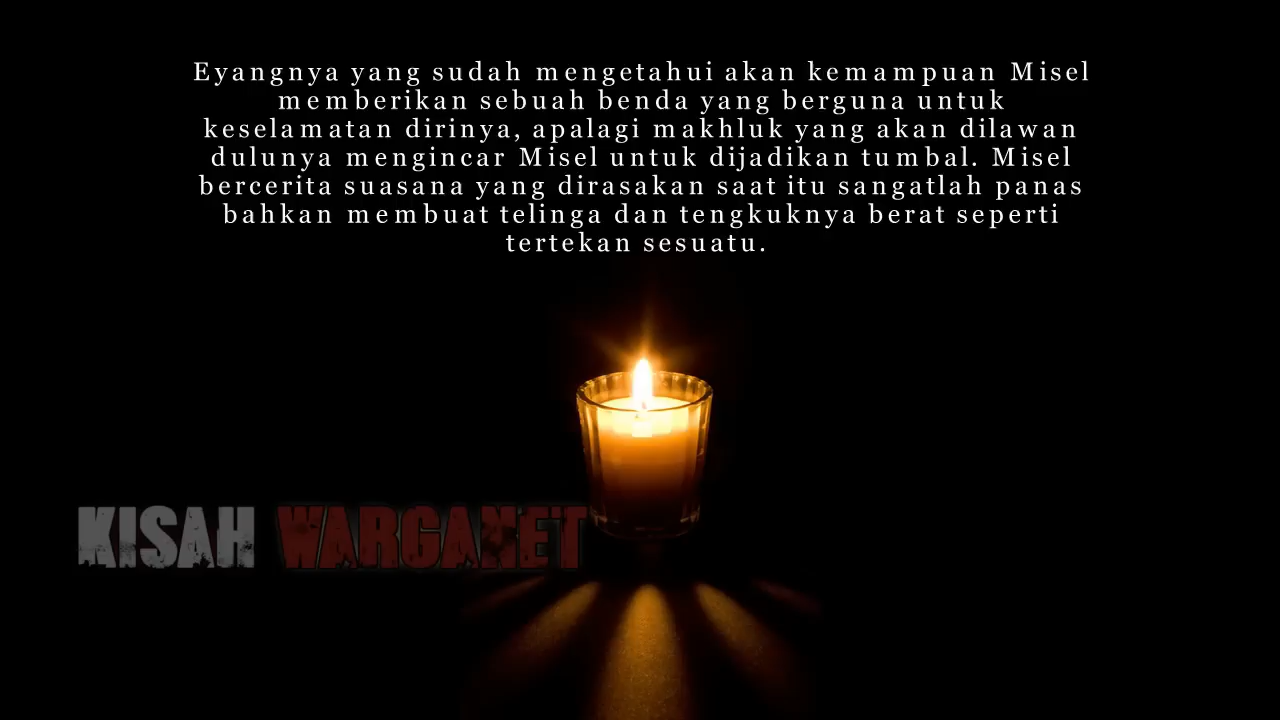 Eyangnya yang sudah mengetahui akan kemampuan Misel
memberikan sebuah benda yang berguna untuk
keselamatan dirinya, apalagi makhluk yang akan dilawan
dulunya mengincar Misel untuk dijadikan tumbal. Misel
bercerita suasana yang dirasakan saat itu sangatlah panas
bahkan membuat telinga dan tengkuknya berat seperti
tertekan sesuatu.
KISAH WARGANET